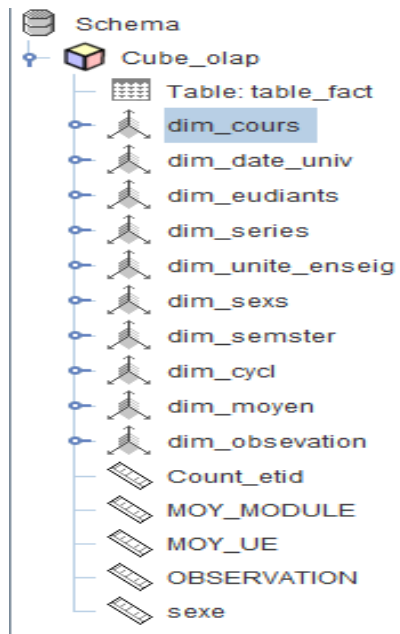 Schema
Cube_olap
Table: table_fact
dim_cours
dim_date_univ
dim_eudiants
dim_series
dim_unite_enseig
dim_sexs
dim_semster
dim_cycl
dim_moyen
dim_obsevation
Count_etid
MOY_MODULE
MOY_UE
OBSERVATION
sexe